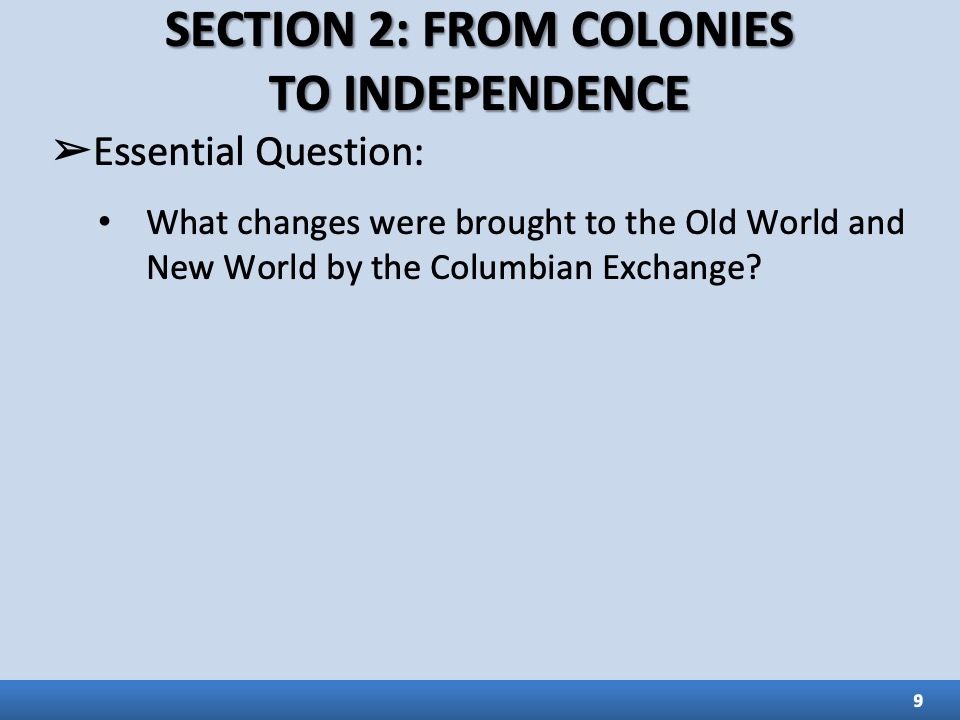 SECTION 2: FROM COLONIES
TO INDEPENDENCE
➢Essential Question:
• What changes were brought to the Old World and
New World by the Columbian Exchange?
9